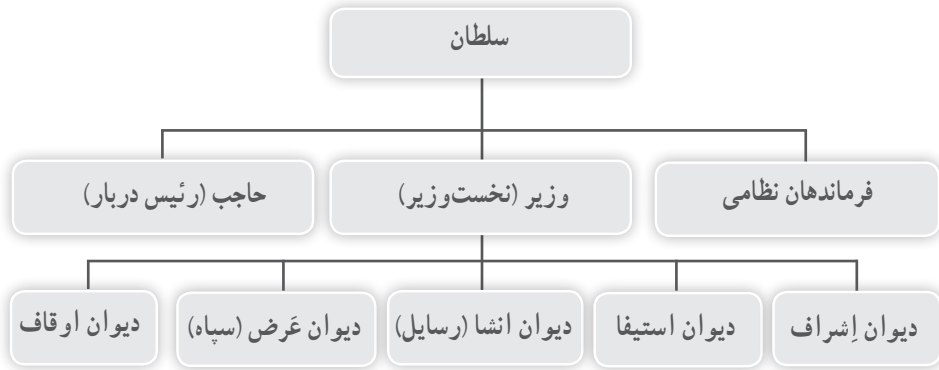 سلطان
فرماندهان نظامی
وزیر (نخست‌وزیر)
حاجب (رئیس دربار)
دیوان اِشراف
دیوان استیفا
دیوان انشا (رسایل)
دیوان عَرض (سپاه)
دیوان اوقاف